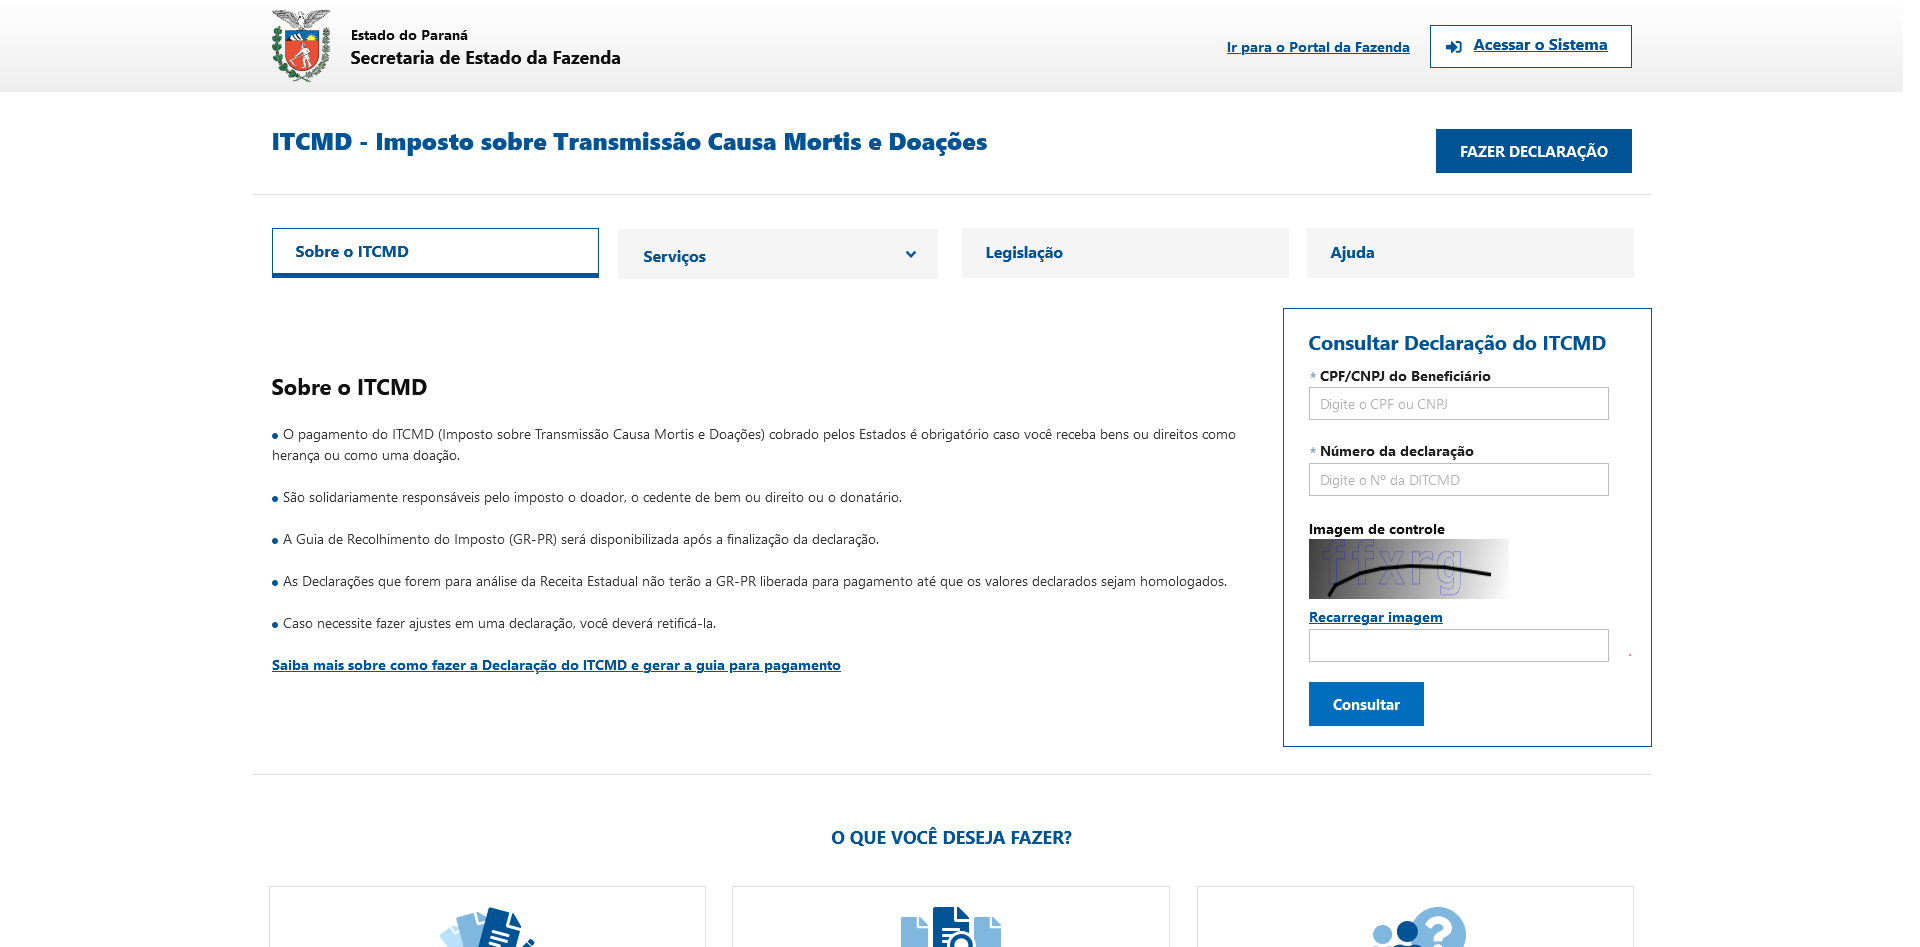 Estado do Paraná
Secretaria de Estado da Fazenda
Ir para o Portal da Fazenda
Acessar o Sistema
ITCMD - Imposto sobre Transmissão Causa Mortis e Doações
FAZER DECLARAÇÃO
Sobre o ITCMD
Serviços
Legislação
Ajuda
Sobre o ITCMD
• O pagamento do ITCMD (Imposto sobre Transmissão Causa Mortis e Doações) cobrado pelos Estados é obrigatório caso você receba bens ou direitos como
herança ou como uma doação.
• São solidariamente responsáveis pelo imposto o doador, o cedente de bem ou direito ou o donatário.
• A Guia de Recolhimento do Imposto (GR-PR) será disponibilizada após a finalização da declaração.
• As Declarações que forem para análise da Receita Estadual não terão a GR-PR liberada para pagamento até que os valores declarados sejam homologados.
• Caso necessite fazer ajustes em uma declaração, você deverá retificá-la.
Saiba mais sobre como fazer a Declaração do ITCMD e gerar a guia para pagamento
Consultar Declaração do ITCMD
* CPF/CNPJ do Beneficiário
Digite o CPF ou CNPJ
* Número da declaração
Digite o Nº da DITCMD
Imagem de controle
ffxrg
Recarregar imagem
Consultar
O QUE VOCÊ DESEJA FAZER?